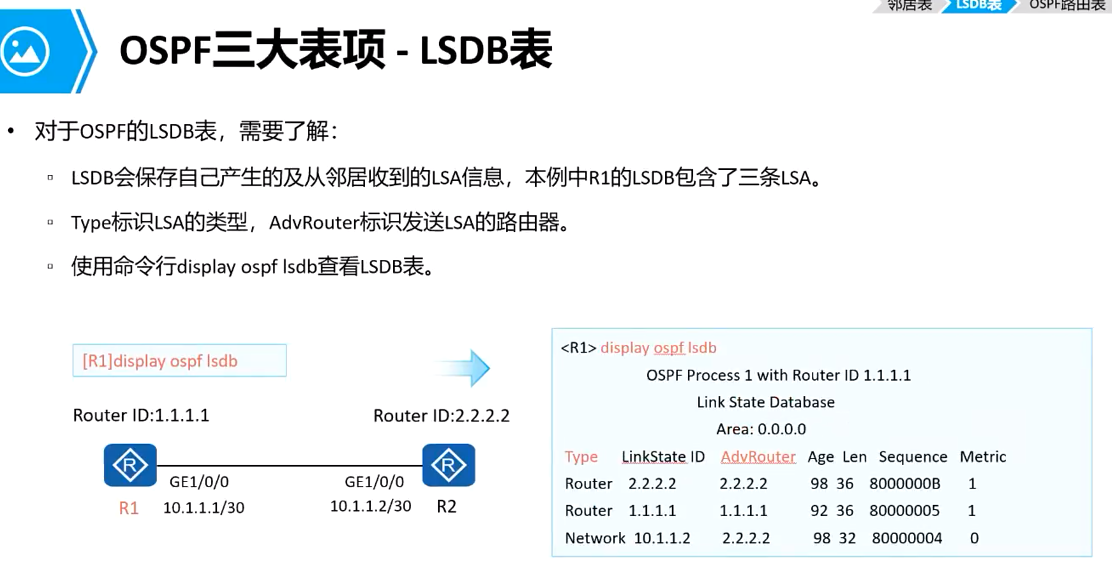 邻居表 LSDB表 OSPF路由表
OSPF三大表项 - LSDB表
• 对于OSPF的LSDB表，需要了解：
▫ LSDB会保存自己产生的及从邻居收到的LSA信息，本例中R1的LSDB包含了三条LSA。
▫ Type标识LSA的类型，AdvRouter标识发送LSA的路由器。
▫ 使用命令行display ospf lsdb查看LSDB表。
[R1]display ospf lsdb
Router ID:1.1.1.1
Router ID:2.2.2.2
R
R
GE1/0/0
GE1/0/0
R1
10.1.1.1/30
10.1.1.2/30
R2
<R1> display ospf lsdb
OSPF Process 1 with Router ID 1.1.1.1
Link State Database
Area: 0.0.0.0
Type LinkState ID AdvRouter Age Len Sequence Metric
Router 2.2.2.2 2.2.2.2 98 36 8000000B 1
Router 1.1.1.1 1.1.1.1 92 36 80000005 1
Network 10.1.1.2 2.2.2.2 98 32 80000004 0